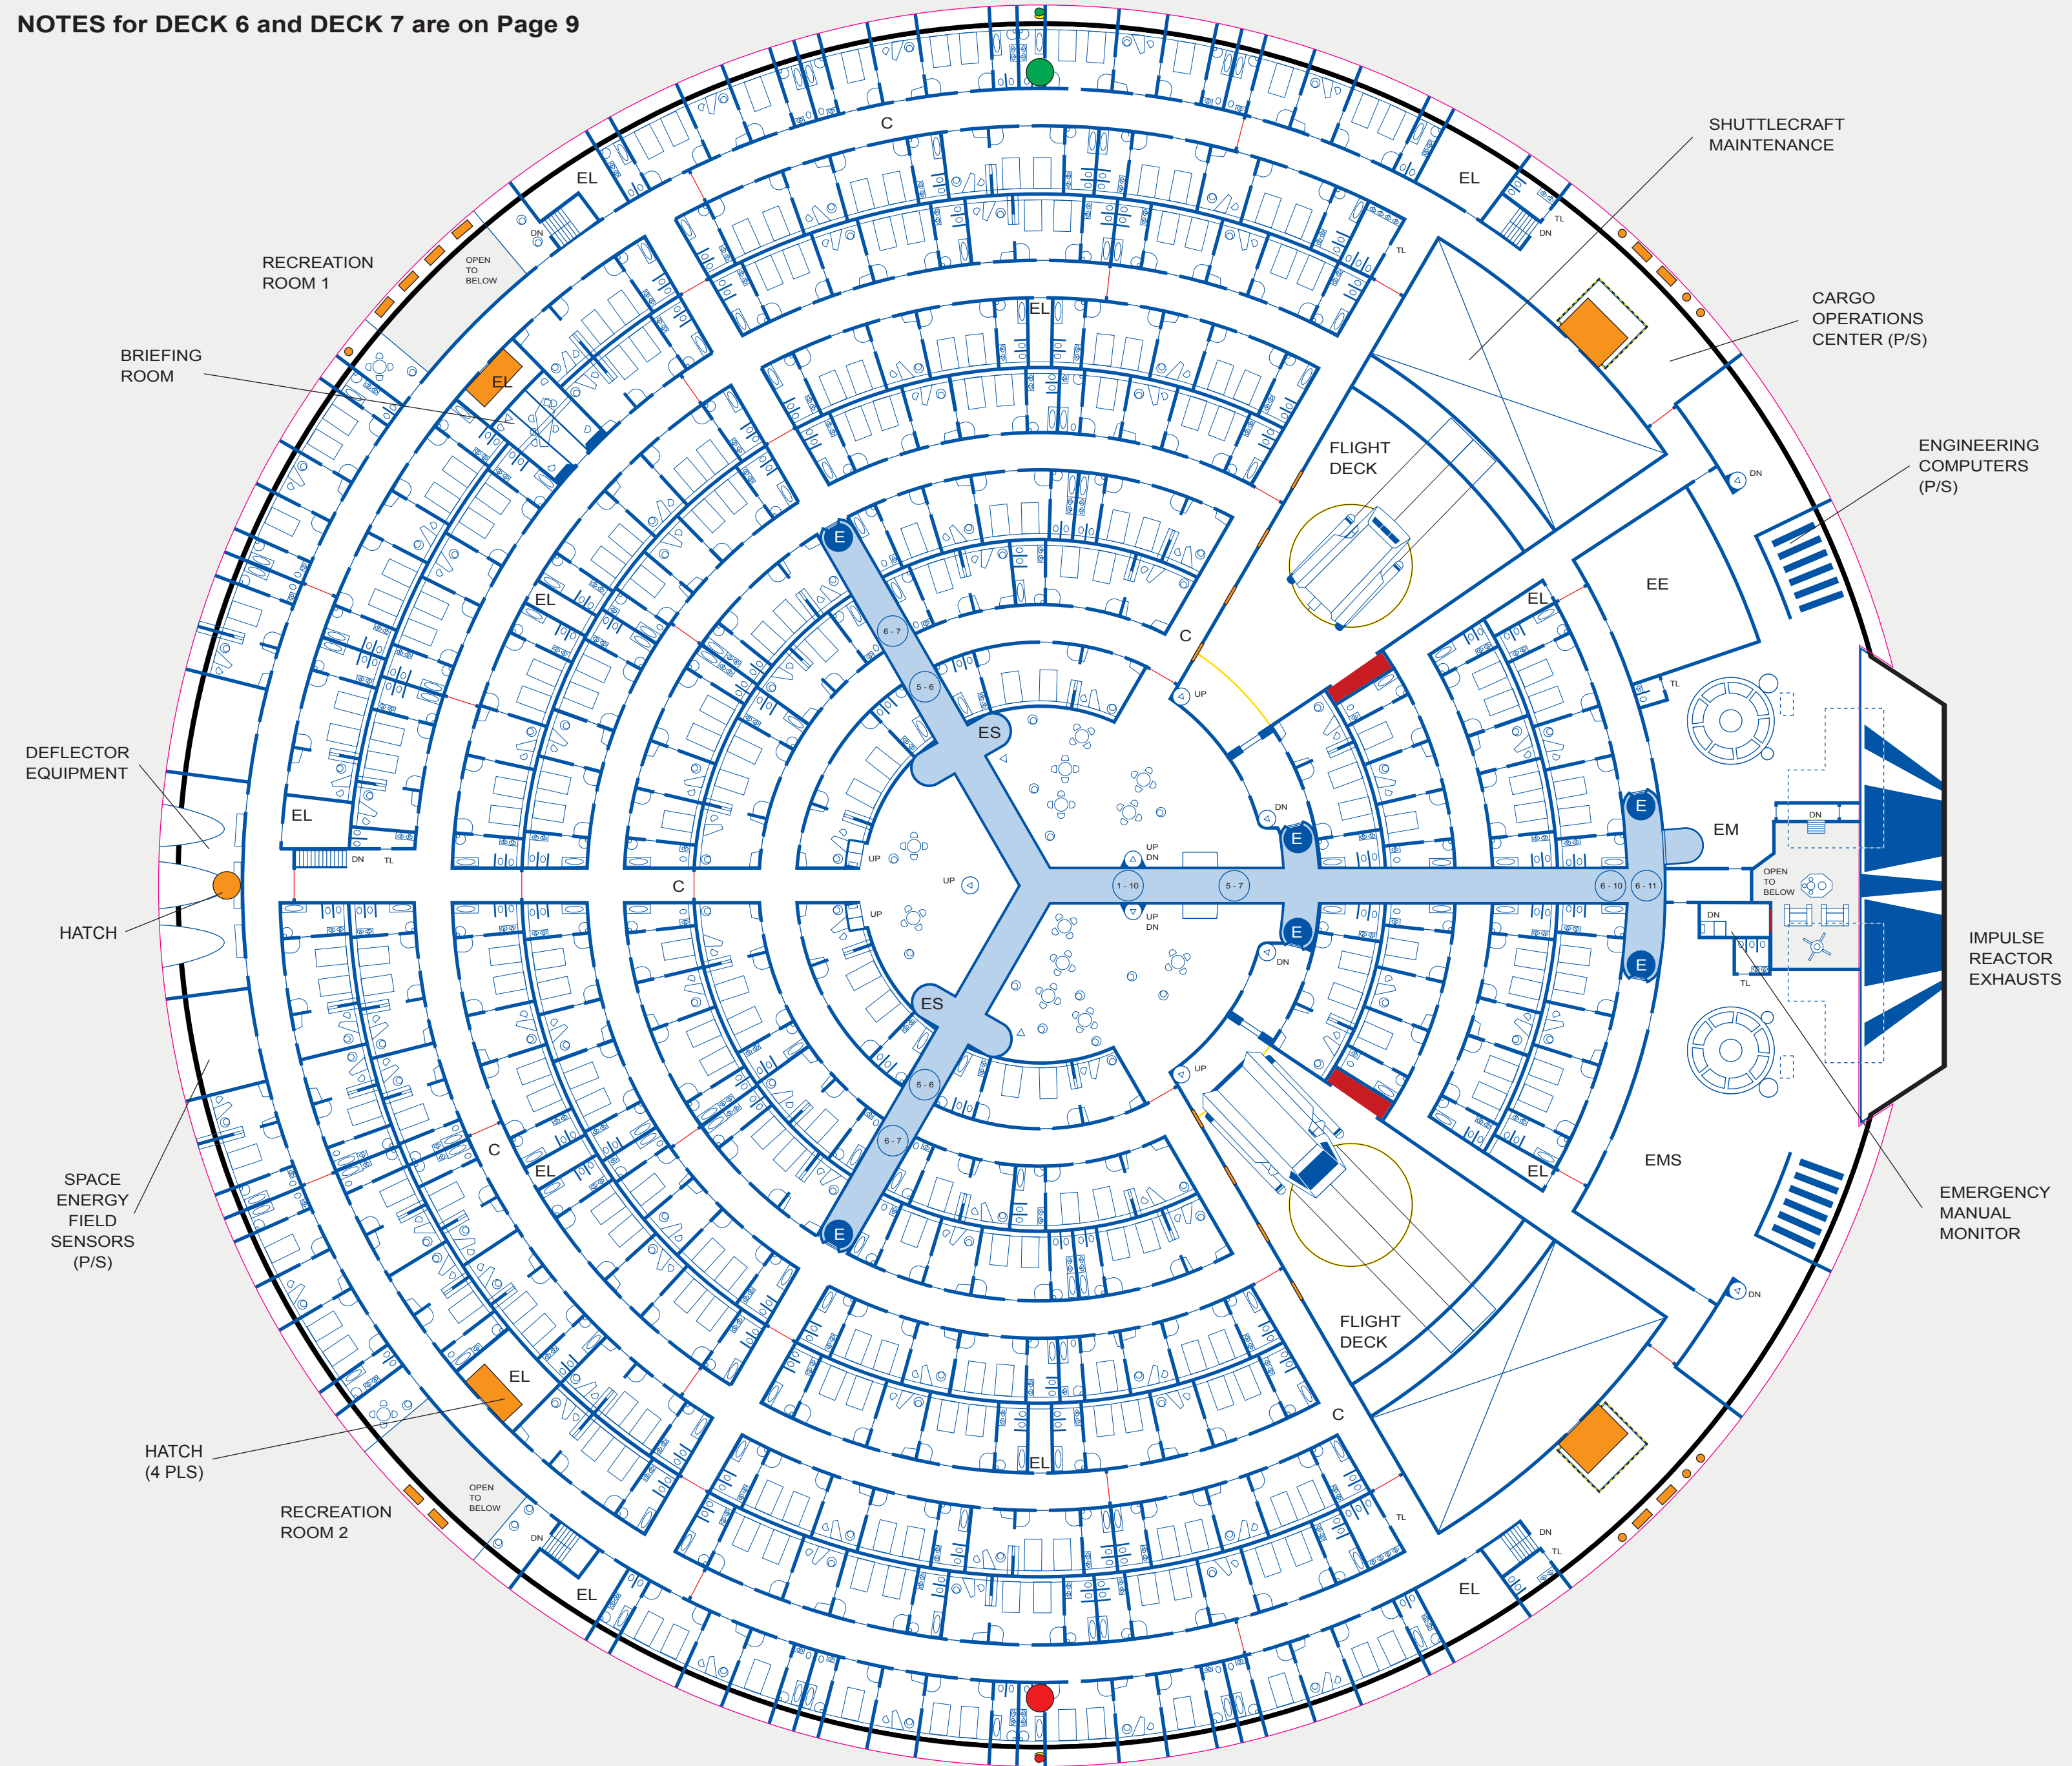 NOTES for DECK 6 and DECK 7 are on Page 9
SHUTTLECRAFT
MAINTENANCE
C
EL
EL
DN
TL
DN
RECREATION
ROOM 1
OPEN
TO
BELOW
TL
CARGO
OPERATIONS
CENTER (P/S)
EL
BRIEFING
ROOM
EL
FLIGHT
DECK
ENGINEERING
COMPUTERS
(P/S)
DN
E
EE
EL
EL
6 - 7
C
5 - 6
UP
TL
ES
DEFLECTOR
EQUIPMENT
E
DN
EL
DN
EM
E
UP
DN
DN
TL
UP
OPEN
TO
BELOW
C
UP
1 - 10
5 - 7
6 - 10
6 - 11
UP
UP
DN
DN
HATCH
E
IMPULSE
REACTOR
EXHAUSTS
DN
E
TL
ES
UP
5 - 6
6 - 7
C
EL
EL
EMS
SPACE
ENERGY
FIELD
SENSORS
(P/S)
EMERGENCY
MANUAL
MONITOR
E
DN
FLIGHT
DECK
EL
C
HATCH
(4 PLS)
EL
RECREATION
ROOM 2
OPEN
TO
BELOW
TL
DN
DN
TL
EL
EL